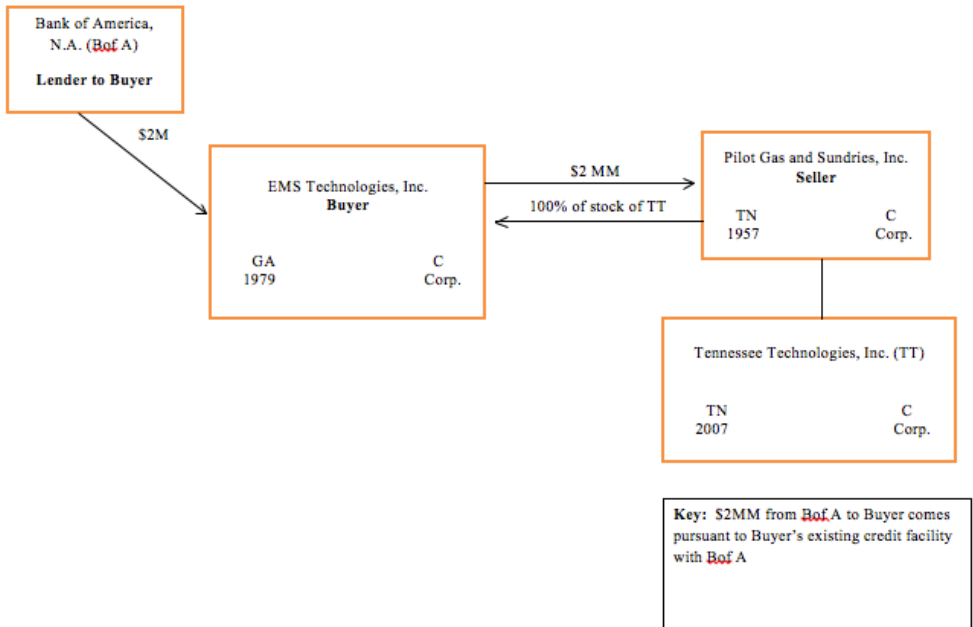 Bank of America,
N.A. (Bof A)
Lender to Buyer
$2M
EMS Technologies, Inc.
Buyer
GA C
1979 Corp.
$2 MM
100% of stock of TT
Pilot Gas and Sundries, Inc.
Seller
TN C
1957 Corp.
Tennessee Technologies, Inc. (TT)
TN C
2007 Corp.
Key: $2MM from Bof A to Buyer comes
pursuant to Buyer's existing credit facility
with Bof A